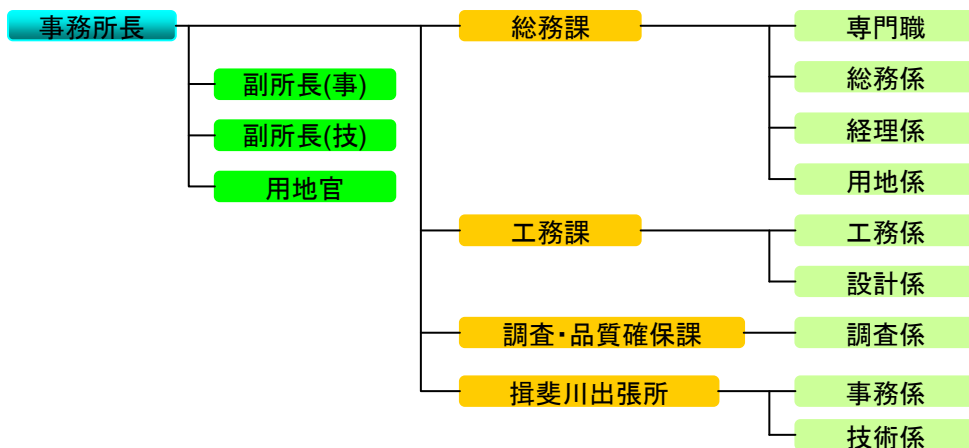 事務所長
副所長(事)
副所長(技)
用地官
総務課
専門職
総務係
経理係
用地係
工務課
工務係
設計係
調査・品質確保課
調査係
揖斐川出張所
事務係
技術係